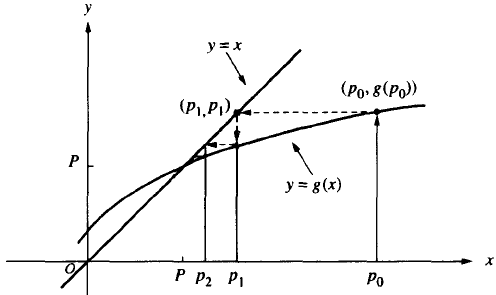 y
y = x
(p₀, g(p₀))
(p₁, p₁)
P
y = g(x)
O
P p₂ p₁ p₀ x